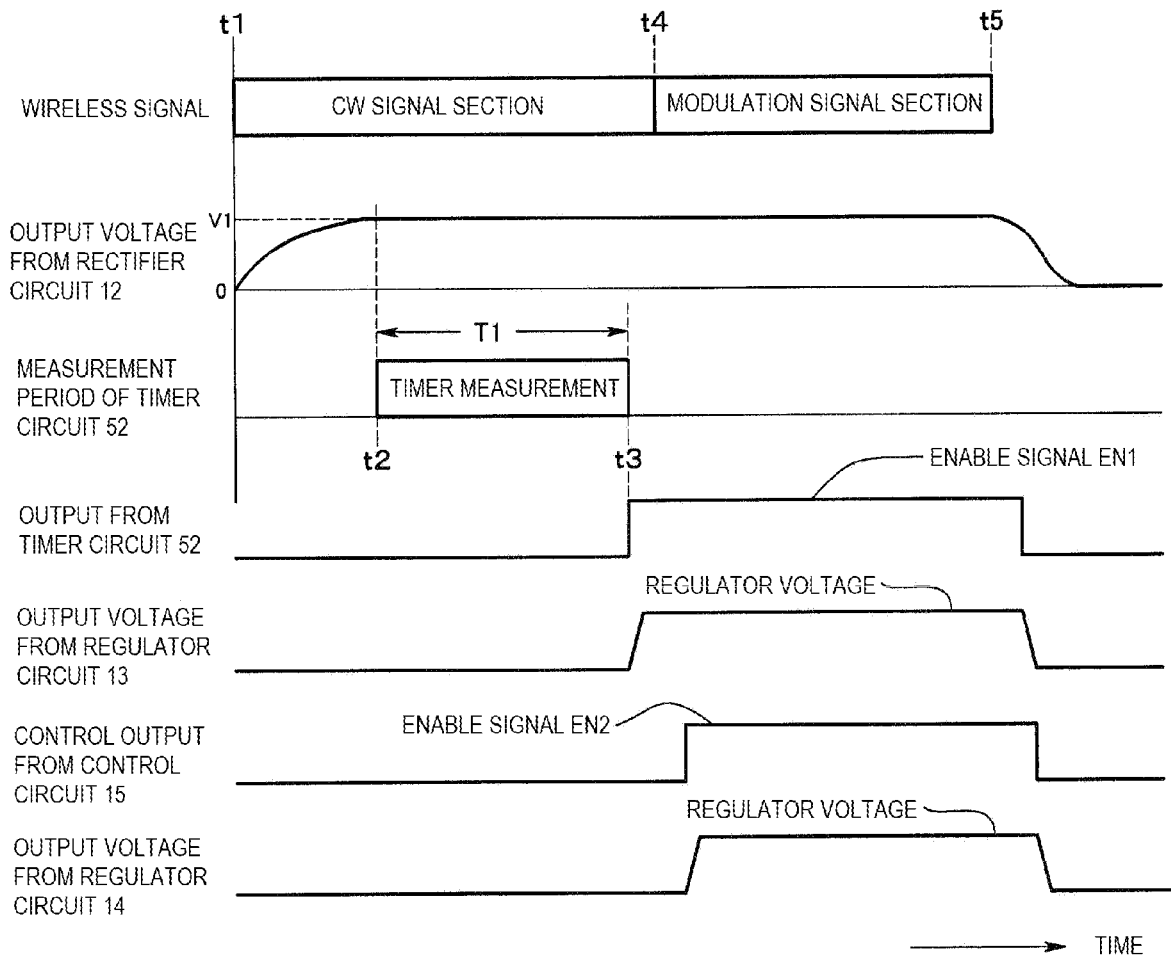 t1
t4
t5
WIRELESS SIGNAL
CW SIGNAL SECTION
MODULATION SIGNAL SECTION
OUTPUT VOLTAGE
FROM RECTIFIER
CIRCUIT 12
V1
0
T1
MEASUREMENT
PERIOD OF TIMER
CIRCUIT 52
TIMER MEASUREMENT
t2
t3
ENABLE SIGNAL EN1
OUTPUT FROM
TIMER CIRCUIT 52
REGULATOR VOLTAGE
OUTPUT VOLTAGE
FROM REGULATOR
CIRCUIT 13
ENABLE SIGNAL EN2
CONTROL OUTPUT
FROM CONTROL
CIRCUIT 15
REGULATOR VOLTAGE
OUTPUT VOLTAGE
FROM REGULATOR
CIRCUIT 14
TIME